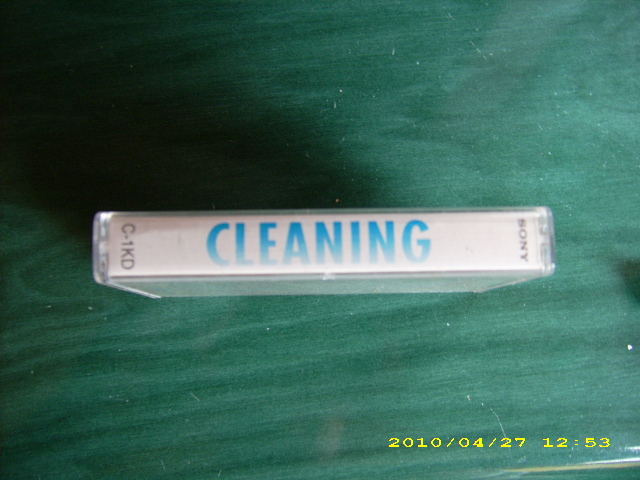 C-1KD
CLEANING
SONY
2010/04/27 12:53